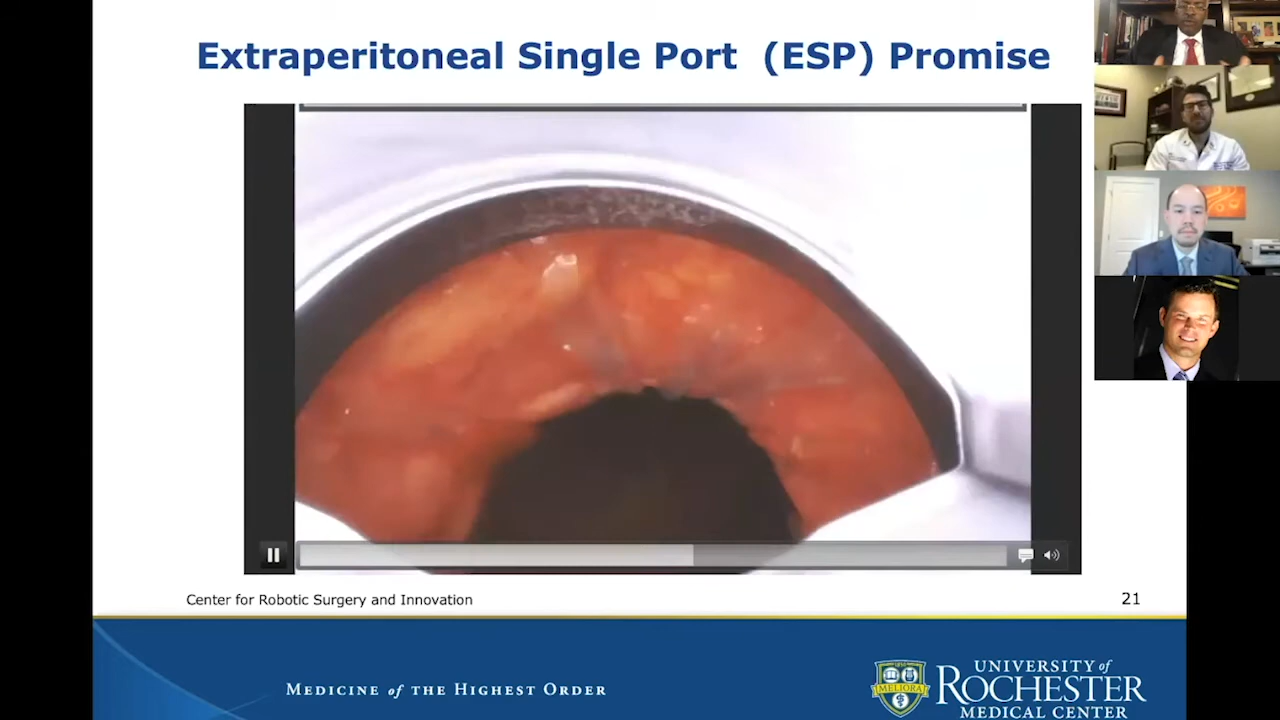 Extraperitoneal Single Port (ESP) Promise
Center for Robotic Surgery and Innovation
21
MEDICINE of THE HIGHEST ORDER
MELIORA
UNIVERSITY of
ROCHESTER
MEDICAL CENTER